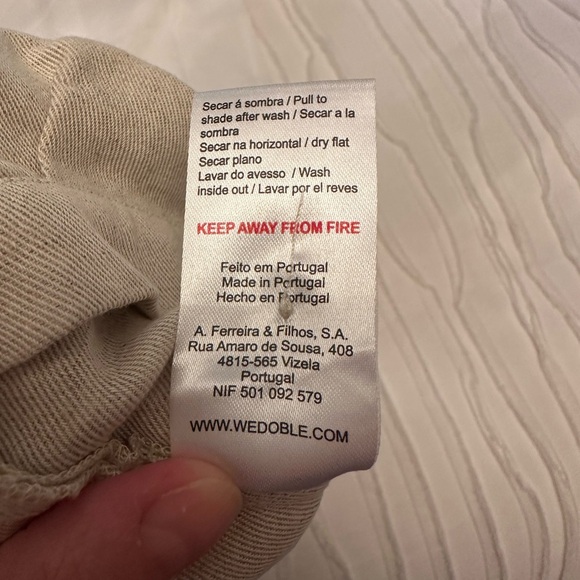 Secar á sombra / Pull to
shade after wash / Secar a la
sombra
Secar na horizontal / dry flat
Secar plano
Lavar do avesso / Wash
inside out / Lavar por el reves
KEEP AWAY FROM FIRE
Feito em Portugal
Made in Portugal
Hecho en Portugal
A. Ferreira & Filhos, S.A.
Rua Amaro de Sousa, 408
4815-565 Vizela
Portugal
NIF 501 092 579
WWW.WEDOBLE.COM